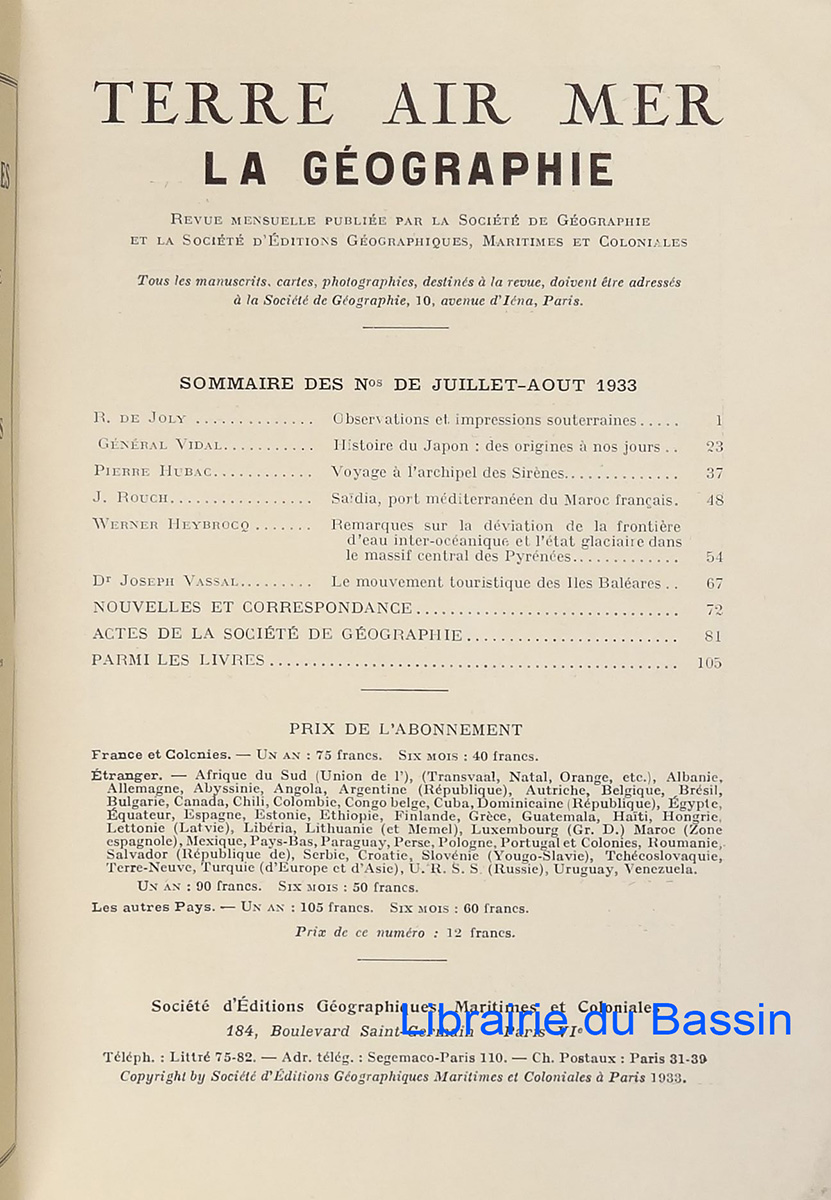 TERRE AIR MER
LA GÉOGRAPHIE
REVUE MENSUELLE PUBLIÉE PAR LA SOCIÉTÉ DE GÉOGRAPHIE
ET LA SOCIÉTÉ D'ÉDITIONS GÉOGRAPHIQUES, MARITIMES ET COLONIALES
Tous les manuscrits, cartes, photographies, destinés à la revue, doivent être adressés
à la Société de Géographie, 10, avenue d'Iéna, Paris.
SOMMAIRE DES Nos DE JUILLET-AOUT 1933
R. DE JOLY .............. Observations et impressions souterraines ..... 1
GÉNÉRAL VIDAL........... Histoire du Japon : des origines à nos jours .. 23
PIERRE HUBAC............ Voyage à l'archipel des Sirènes.............. 37
J. ROUCH................. Saïdia, port méditerranéen du Maroc français. 48
WERNER HEYBROCQ ....... Remarques sur la déviation de la frontière
d'eau inter-océanique et l'état glaciaire dans
le massif central des Pyrénées............. 54
Dr JOSEPH VASSAL......... Le mouvement touristique des Iles Baléares .. 67
NOUVELLES ET CORRESPONDANCE......................... 72
ACTES DE LA SOCIÉTÉ DE GÉOGRAPHIE.................... 81
PARMI LES LIVRES....................................... 105
PRIX DE L'ABONNEMENT
France et Colonies. — UN AN : 75 francs. SIX MOIS : 40 francs.
Étranger. — Afrique du Sud (Union de l'), (Transvaal, Natal, Orange, etc.), Albanie,
Allemagne, Abyssinie, Angola, Argentine (République), Autriche, Belgique, Brésil,
Bulgarie, Canada, Chili, Colombie, Congo belge, Cuba, Dominicaine (République), Égypte,
Équateur, Espagne, Estonie, Ethiopie, Finlande, Grèce, Guatemala, Haïti, Hongrie,
Lettonie (Latvie), Libéria, Lithuanie (et Memel), Luxembourg (Gr. D.) Maroc (Zone
espagnole), Mexique, Pays-Bas, Paraguay, Perse, Pologne, Portugal et Colonies, Roumanie,
Salvador (République de), Serbie, Croatie, Slovénie (Yougo-Slavie), Tchécoslovaquie,
Terre-Neuve, Turquie (d'Europe et d'Asie), U. R. S. S. (Russie), Uruguay, Venezuela.
UN AN : 90 francs. SIX MOIS : 50 francs.
Les autres Pays. — UN AN : 105 francs. SIX MOIS : 60 francs.
Prix de ce numéro : 12 francs.
Société d'Éditions Géographiques, Maritimes et Coloniales
184, Boulevard Saint-Germain Paris VIe
Librairie du Bassin
Téléph. : Littré 75-82. — Adr. télég. : Segemaco-Paris 110. — Ch. Postaux : Paris 31-39
Copyright by Société d'Éditions Géographiques Maritimes et Coloniales à Paris 1933.